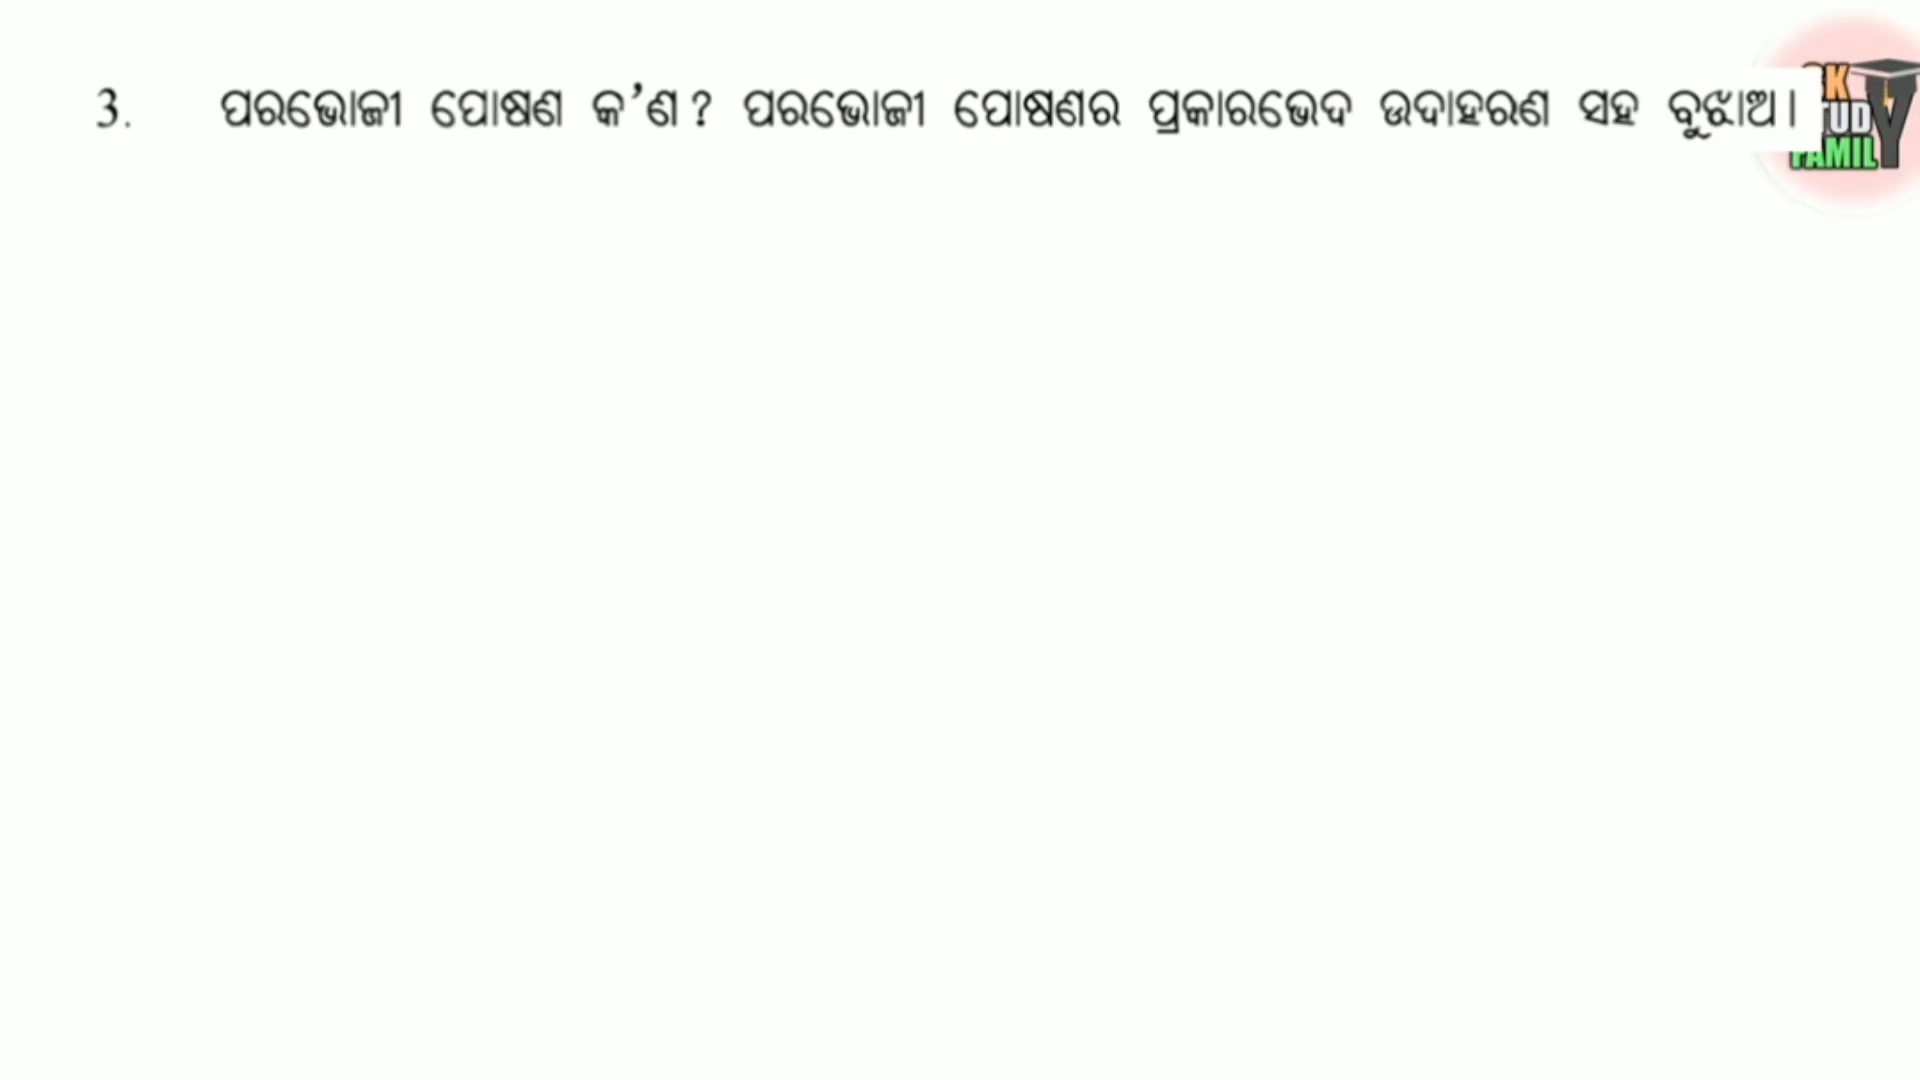 3. ପରଭୋଜୀ ପୋଷଣ କ'ଣ ? ପରଭୋଜୀ ପୋଷଣର ପ୍ରକାରଭେଦ ଉଦାହରଣ ସହ ବୁଝାଅ।